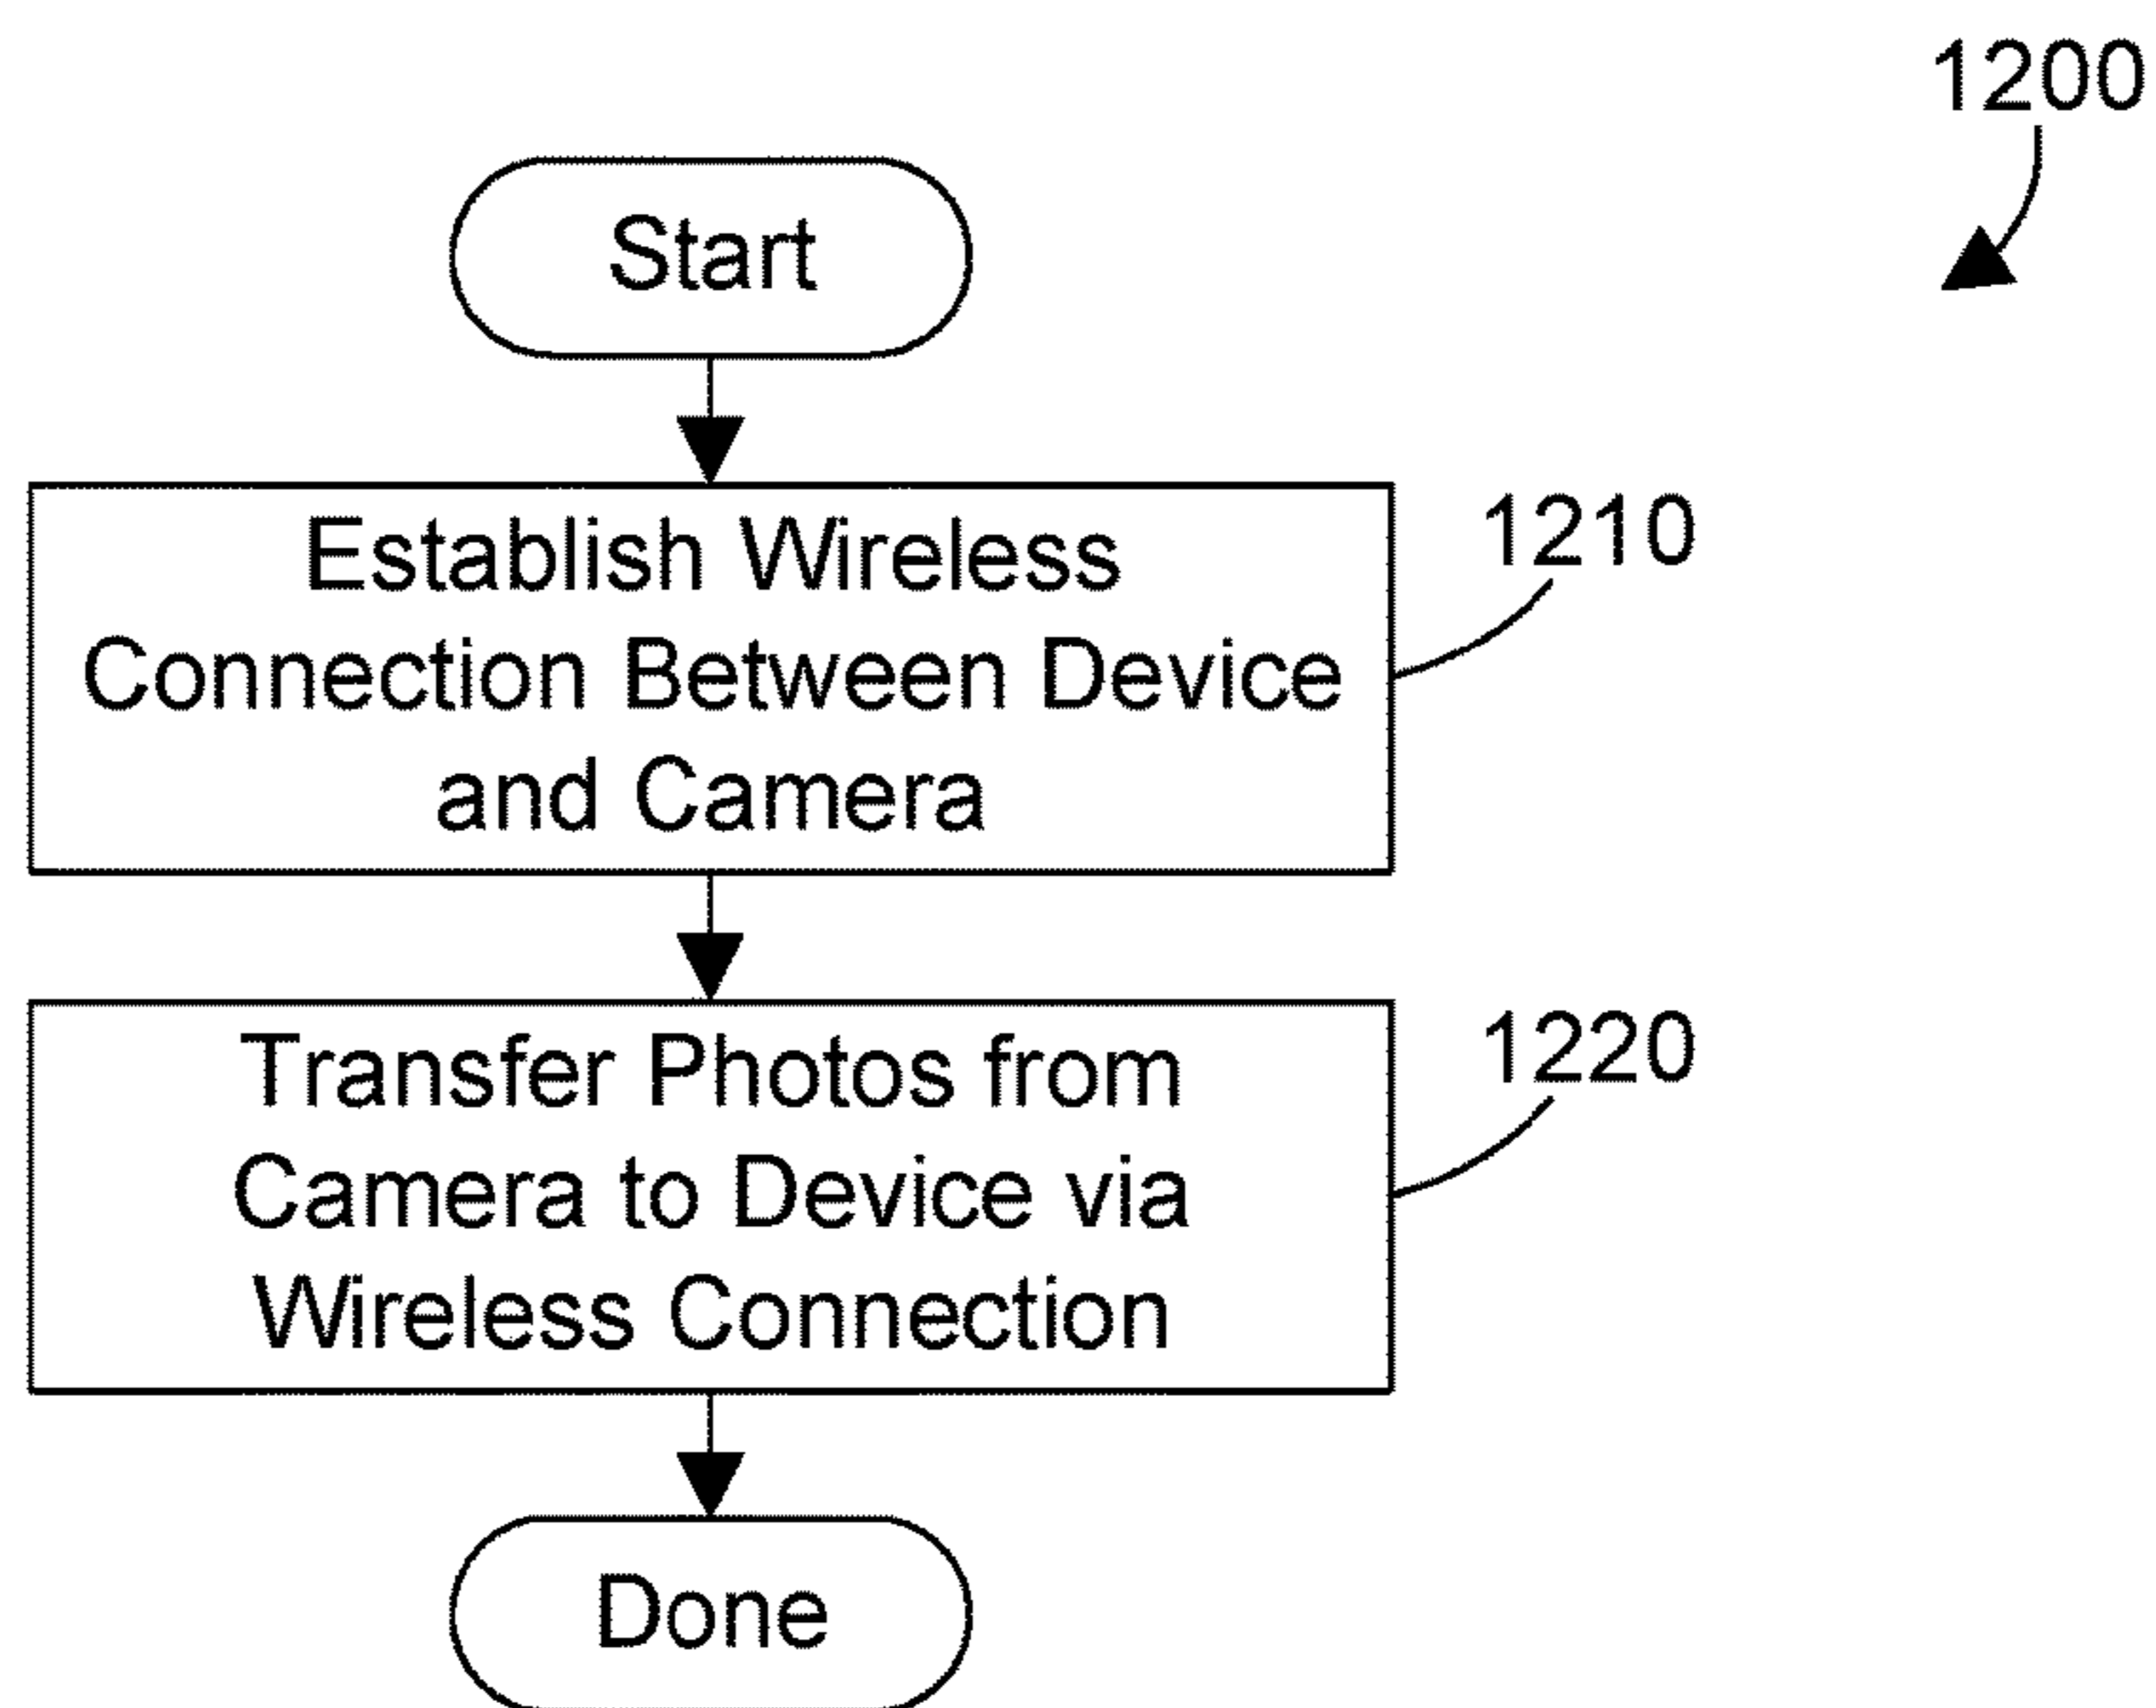 1200
Start
Establish Wireless
Connection Between Device
and Camera
1210
Transfer Photos from
Camera to Device via
Wireless Connection
1220
Done